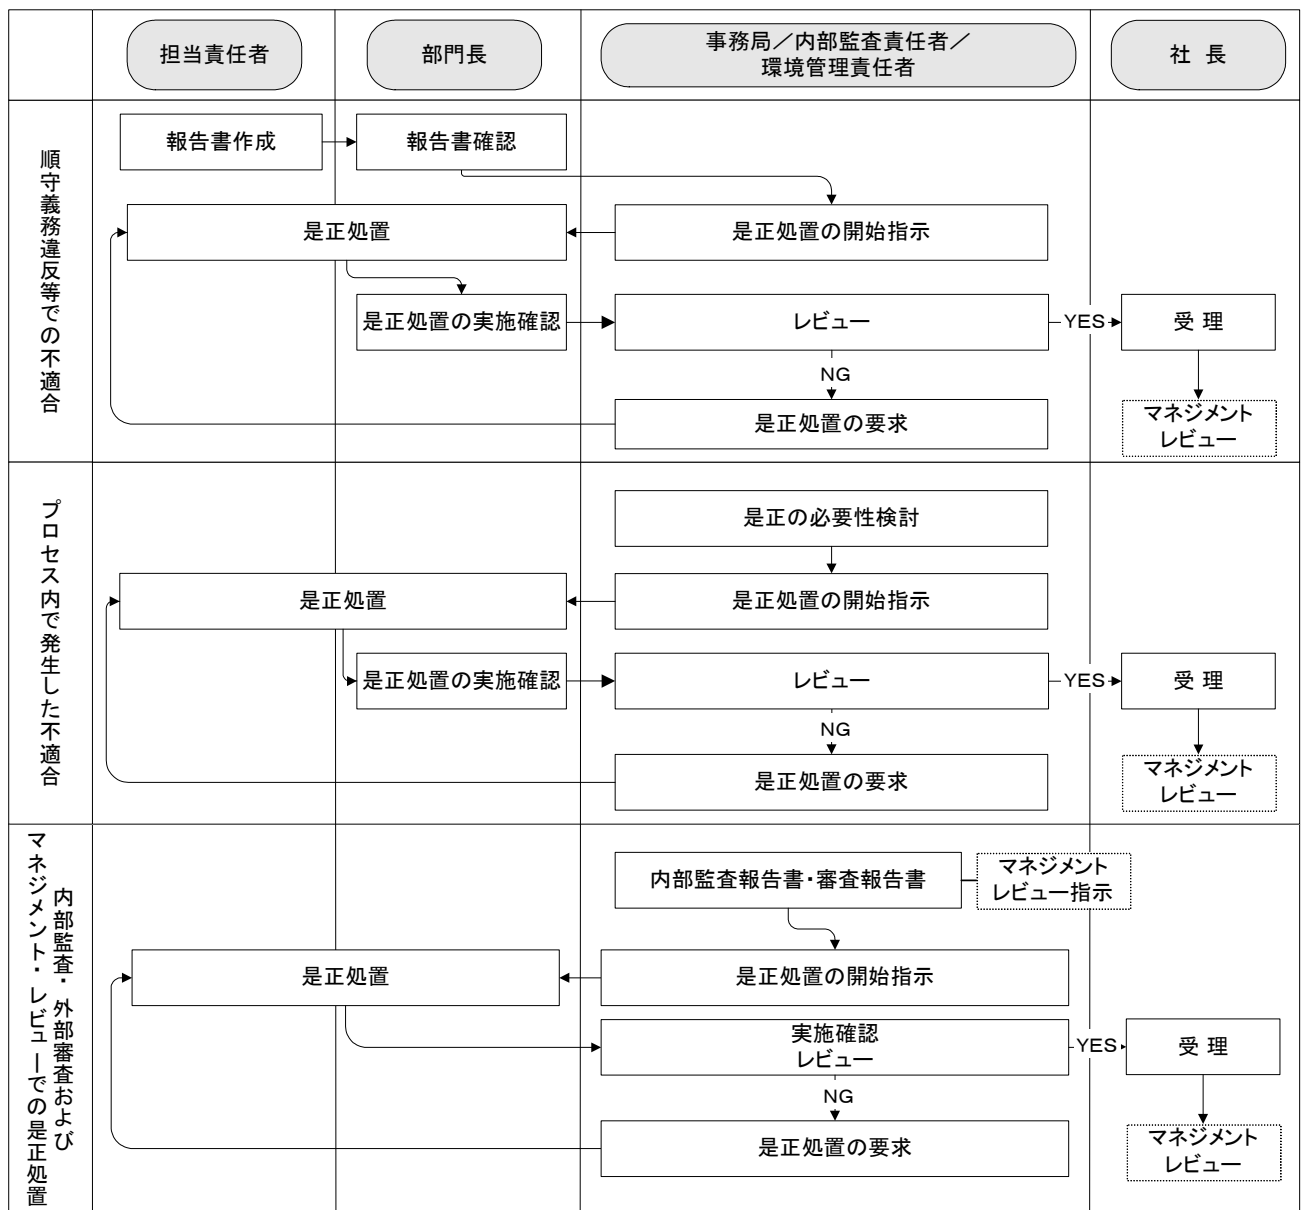 担当責任者
部門長
事務局／内部監査責任者／
環境管理責任者
社 長
順守義務違反等での不適合
報告書作成
報告書確認
是正処置
是正処置の開始指示
是正処置の実施確認
レビュー
YES
受 理
NG
是正処置の要求
マネジメント
レビュー
プロセス内で発生した不適合
是正の必要性検討
是正処置
是正処置の開始指示
是正処置の実施確認
レビュー
YES
受 理
NG
是正処置の要求
マネジメント
レビュー
内部監査・外部審査および
マネジメント・レビューでの是正処置
内部監査報告書・審査報告書
マネジメント
レビュー指示
是正処置
是正処置の開始指示
実施確認
レビュー
YES
受 理
NG
是正処置の要求
マネジメント
レビュー